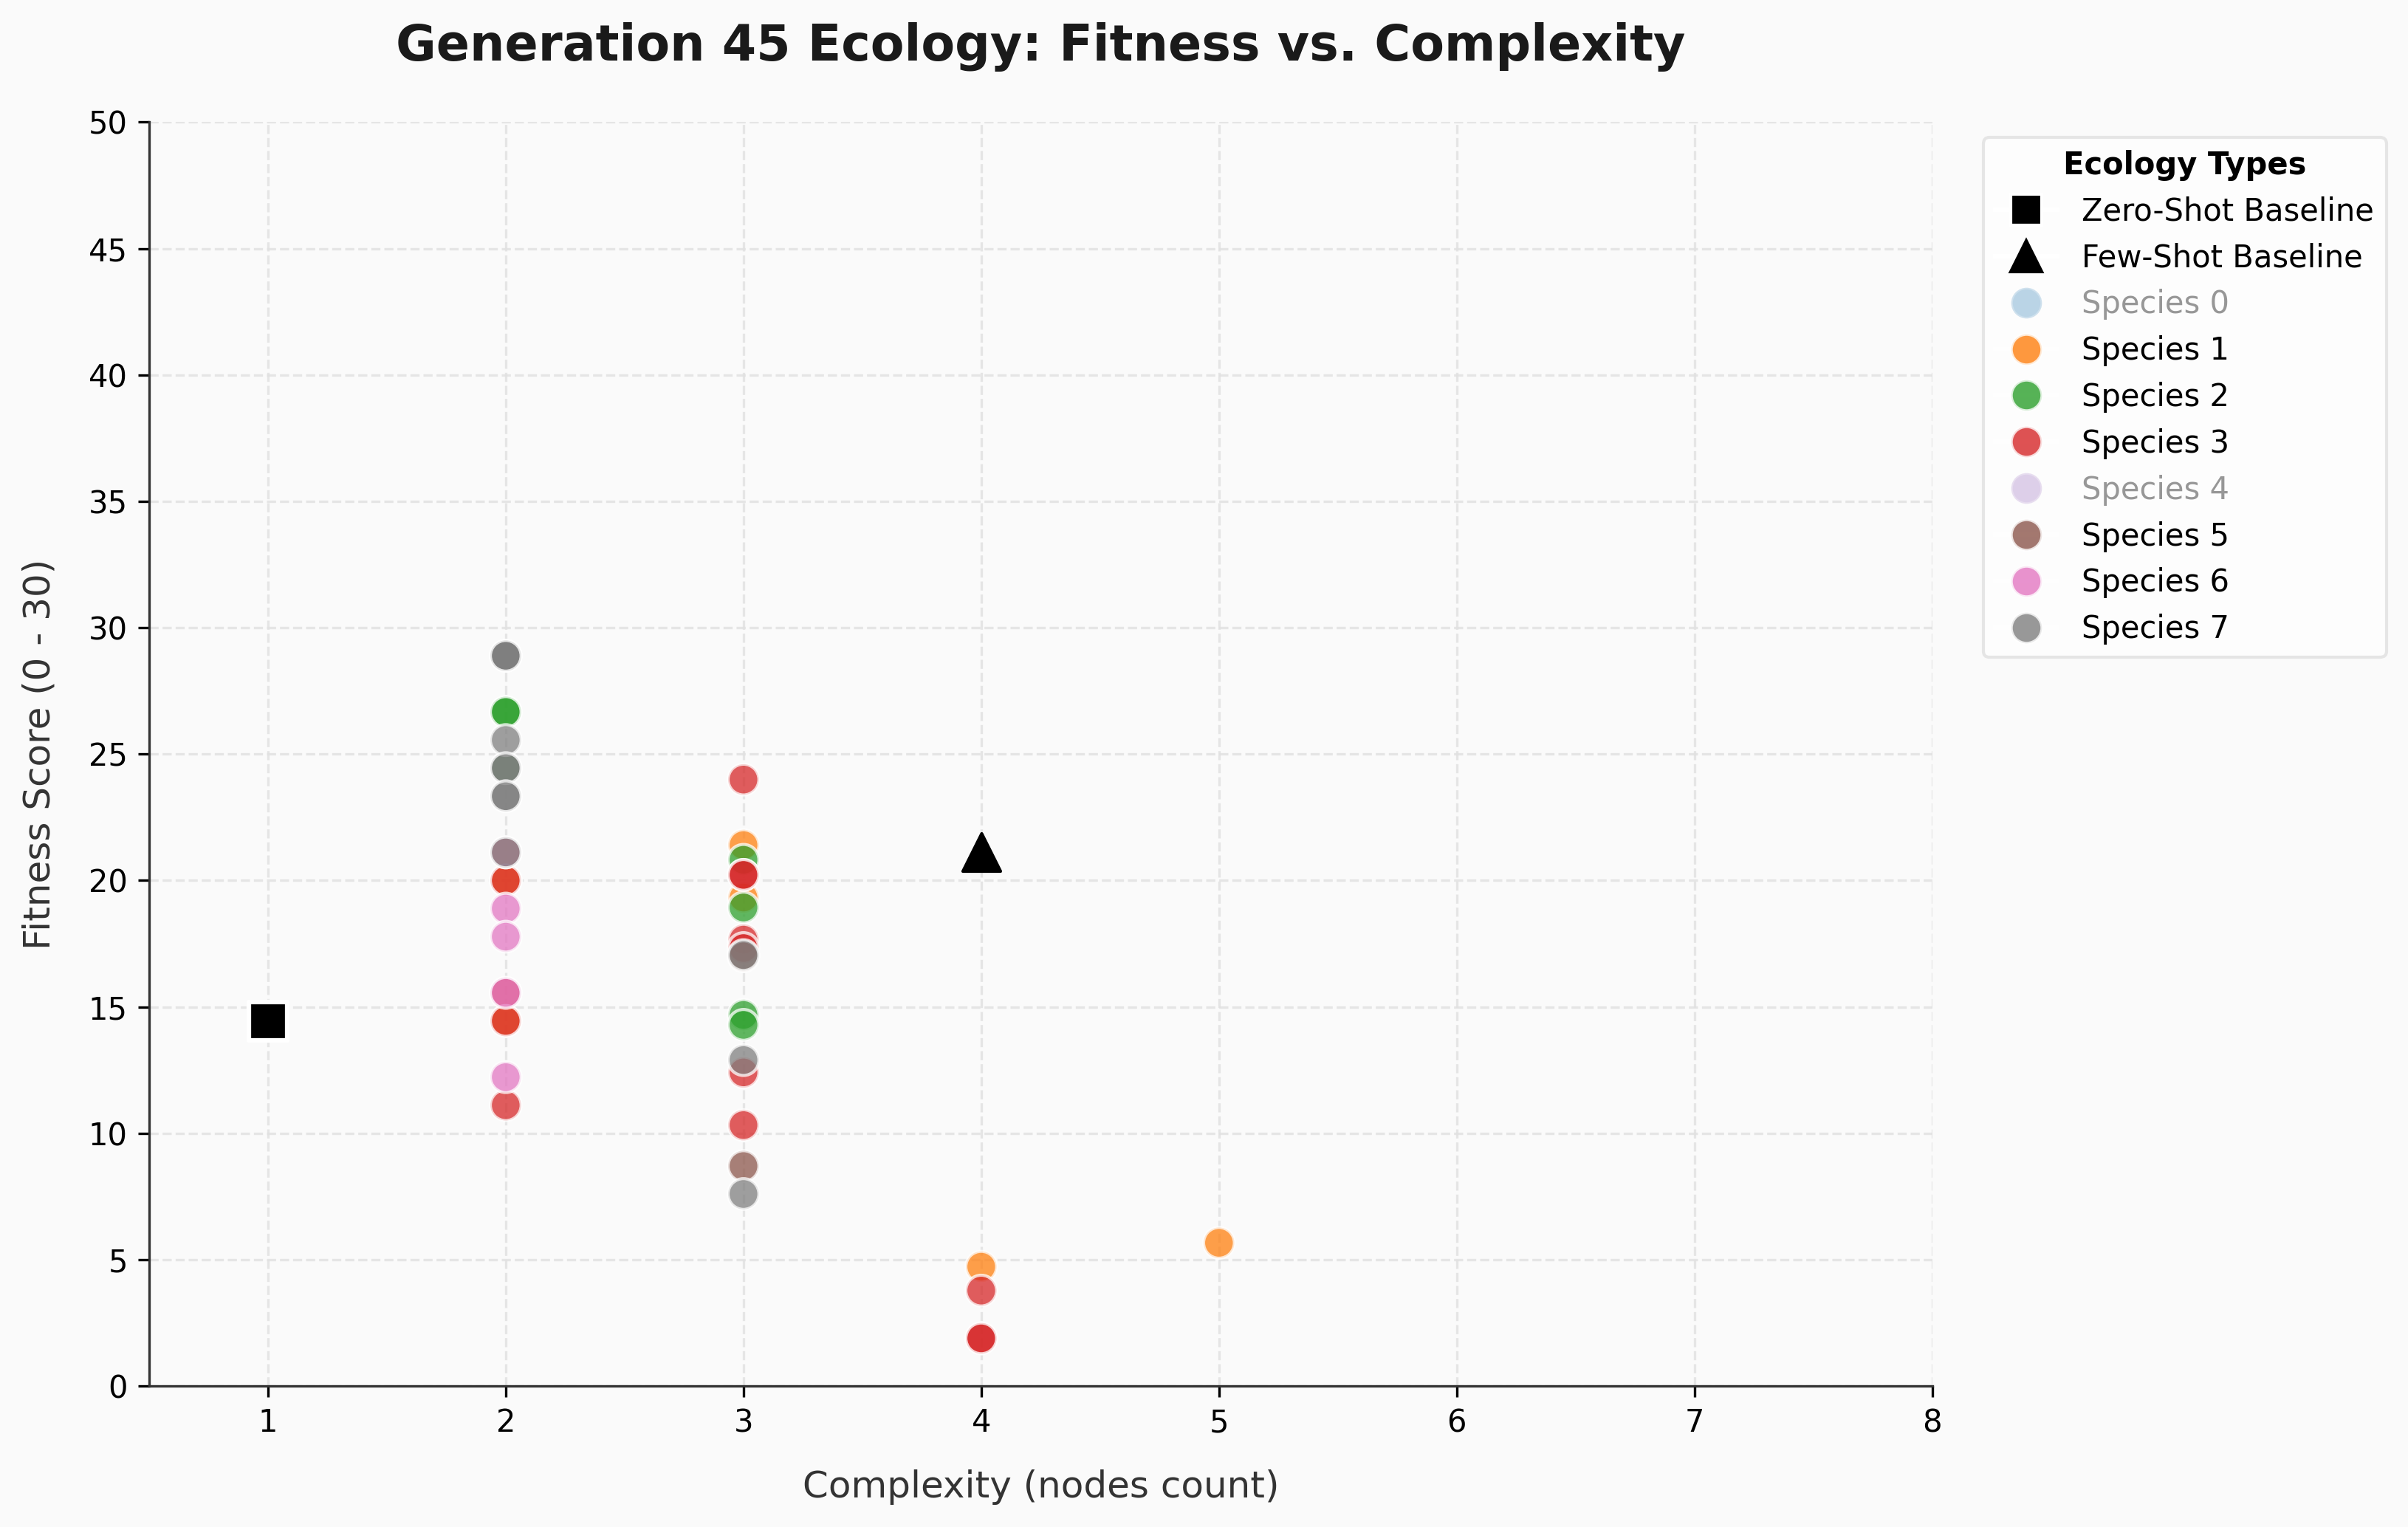 Generation 45 Ecology: Fitness vs. Complexity
50
45
40
35
30
25
20
15
10
5
0
Fitness Score (0 - 30)
1 2 3 4 5 6 7 8
Complexity (nodes count)
Ecology Types
Zero-Shot Baseline
Few-Shot Baseline
Species 0
Species 1
Species 2
Species 3
Species 4
Species 5
Species 6
Species 7